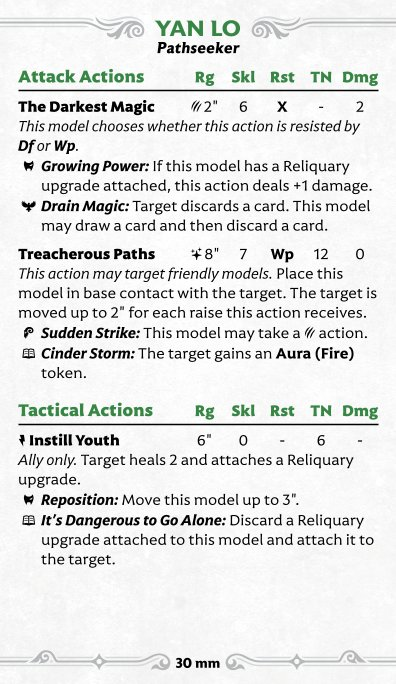 YAN LO
Pathseeker
Attack Actions Rg Skl Rst TN Dmg
The Darkest Magic 2" 6 X - 2
This model chooses whether this action is resisted by
Df or Wp.
Growing Power: If this model has a Reliquary
upgrade attached, this action deals +1 damage.
Drain Magic: Target discards a card. This model
may draw a card and then discard a card.
Treacherous Paths 8" 7 Wp 12 0
This action may target friendly models. Place this
model in base contact with the target. The target is
moved up to 2" for each raise this action receives.
Sudden Strike: This model may take a action.
Cinder Storm: The target gains an Aura (Fire)
token.
Tactical Actions Rg Skl Rst TN Dmg
Instill Youth 6" 0 - 6 -
Ally only. Target heals 2 and attaches a Reliquary
upgrade.
Reposition: Move this model up to 3".
It's Dangerous to Go Alone: Discard a Reliquary
upgrade attached to this model and attach it to
the target.
30 mm